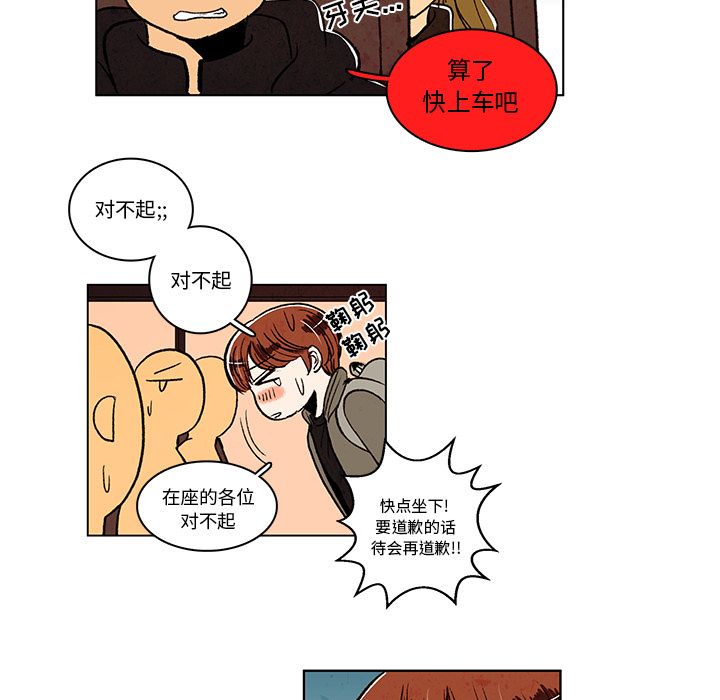 牙关...
算了
快上车吧
对不起;;
对不起
鞠躬
鞠躬
在座的各位
对不起
快点坐下!
要道歉的话
待会再道歉!!